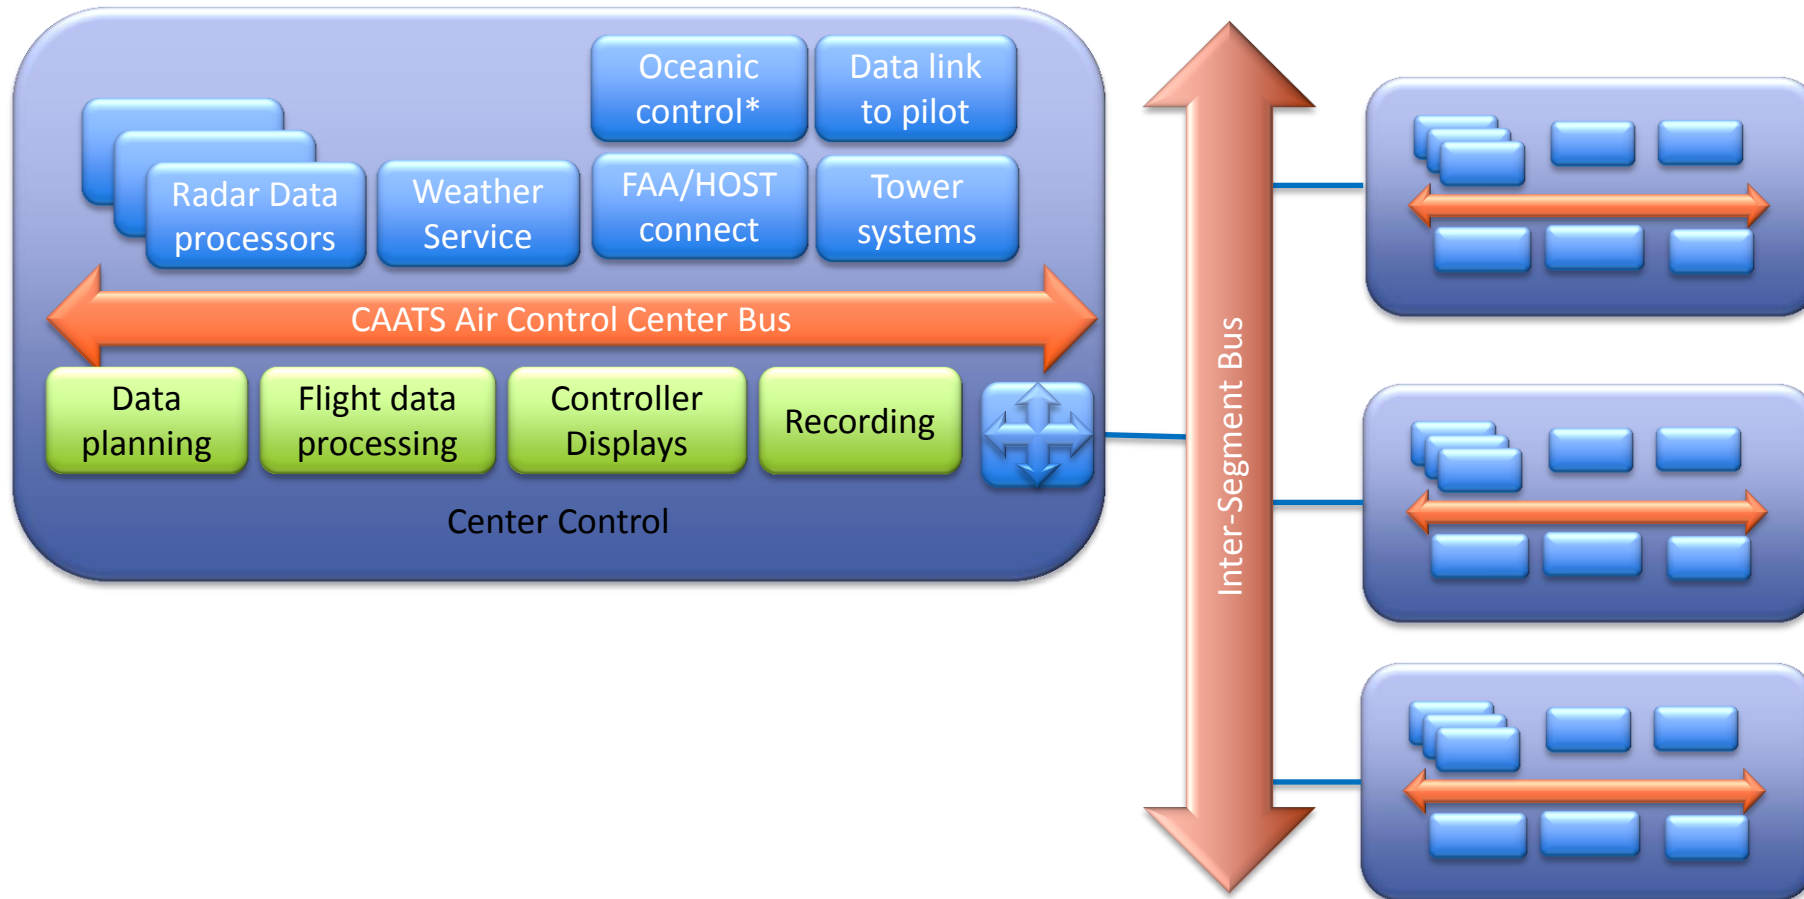 Oceanic
control*
Data link
to pilot
Radar Data
processors
Weather
Service
FAA/HOST
connect
Tower
systems
CAATS Air Control Center Bus
Data
planning
Flight data
processing
Controller
Displays
Recording
Center Control
Inter-Segment Bus